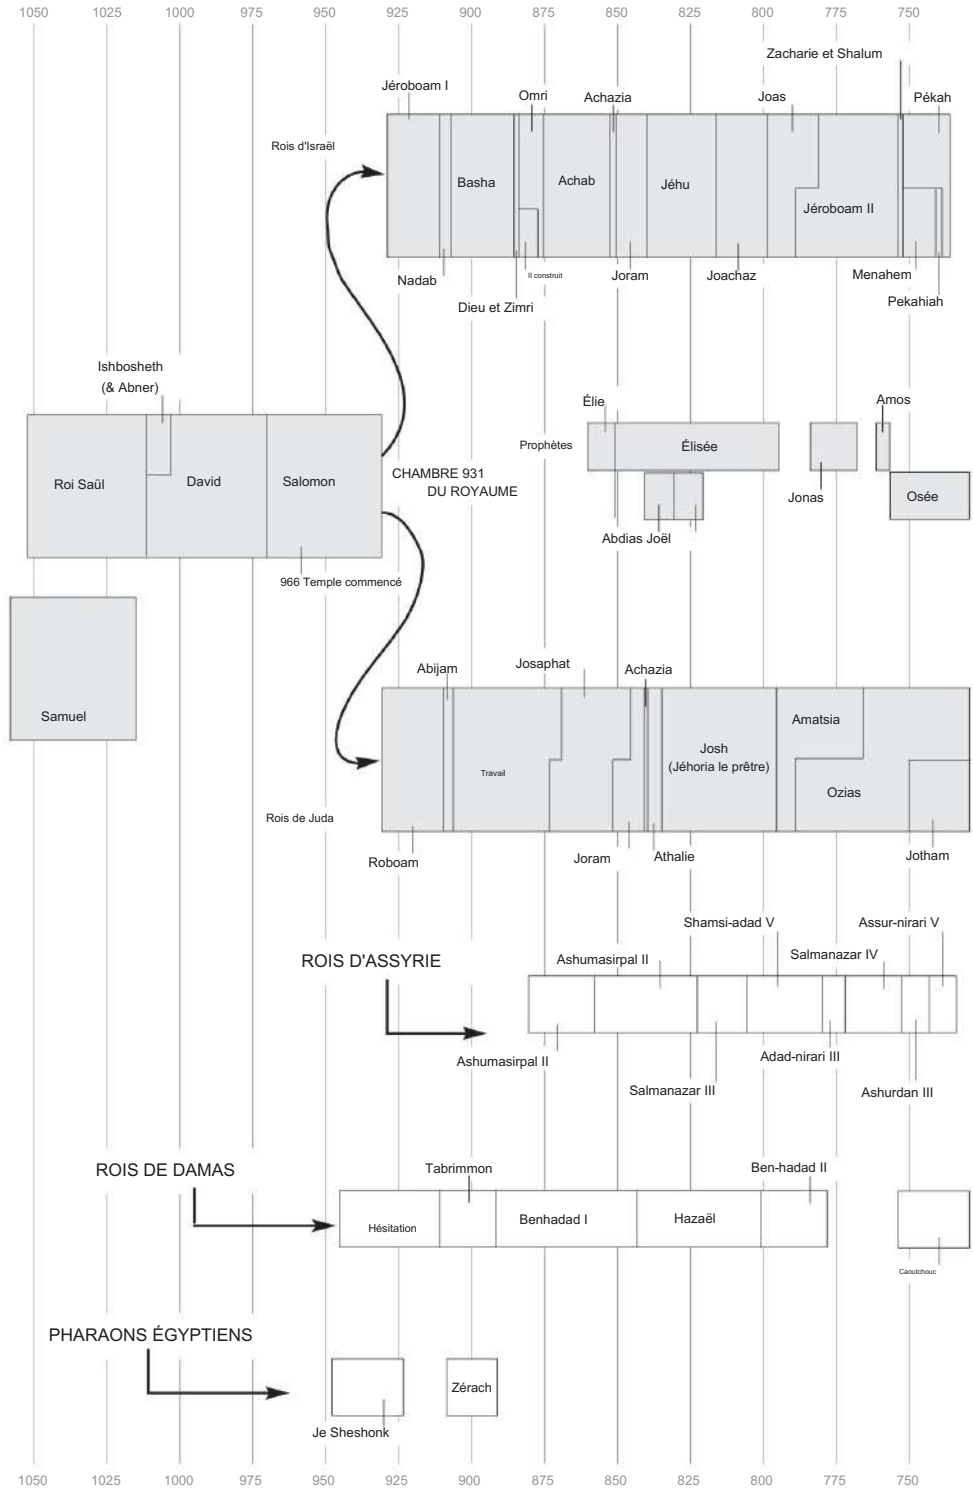 1050 1025 1000 975 950 925 900 875 850 825 800 775 750
Zacharie et Shalum
Jéroboam I
Omri
Achazia
Joas
Pékah
Rois d'Israël
Basha
Achab
Jéhu
Jéroboam II
Nadab
Il construit
Joram
Joachaz
Menahem
Dieu et Zimri
Pekahiah
Ishbosheth
(& Abner)
Élie
Amos
Prophètes
Élisée
Roi Saül
David
Salomon
CHAMBRE 931
DU ROYAUME
Jonas
Osée
Abdias Joël
966 Temple commencé
Samuel
Abijam
Josaphat
Achazia
Amatsia
Josh
(Jéhoria le prêtre)
Travail
Ozias
Rois de Juda
Roboam
Joram
Athalie
Jotham
Shamsi-adad V
Assur-nirari V
ROIS D'ASSYRIE
Ashumasirpal II
Salmanazar IV
Ashumasirpal II
Adad-nirari III
Salmanazar III
Ashurdan III
ROIS DE DAMAS
Tabrimmon
Ben-hadad II
Hésitation
Benhadad I
Hazaël
Caoutchouc
PHARAONS ÉGYPTIENS
Zérach
Je Sheshonk
1050 1025 1000 975 950 925 900 875 850 825 800 775 750